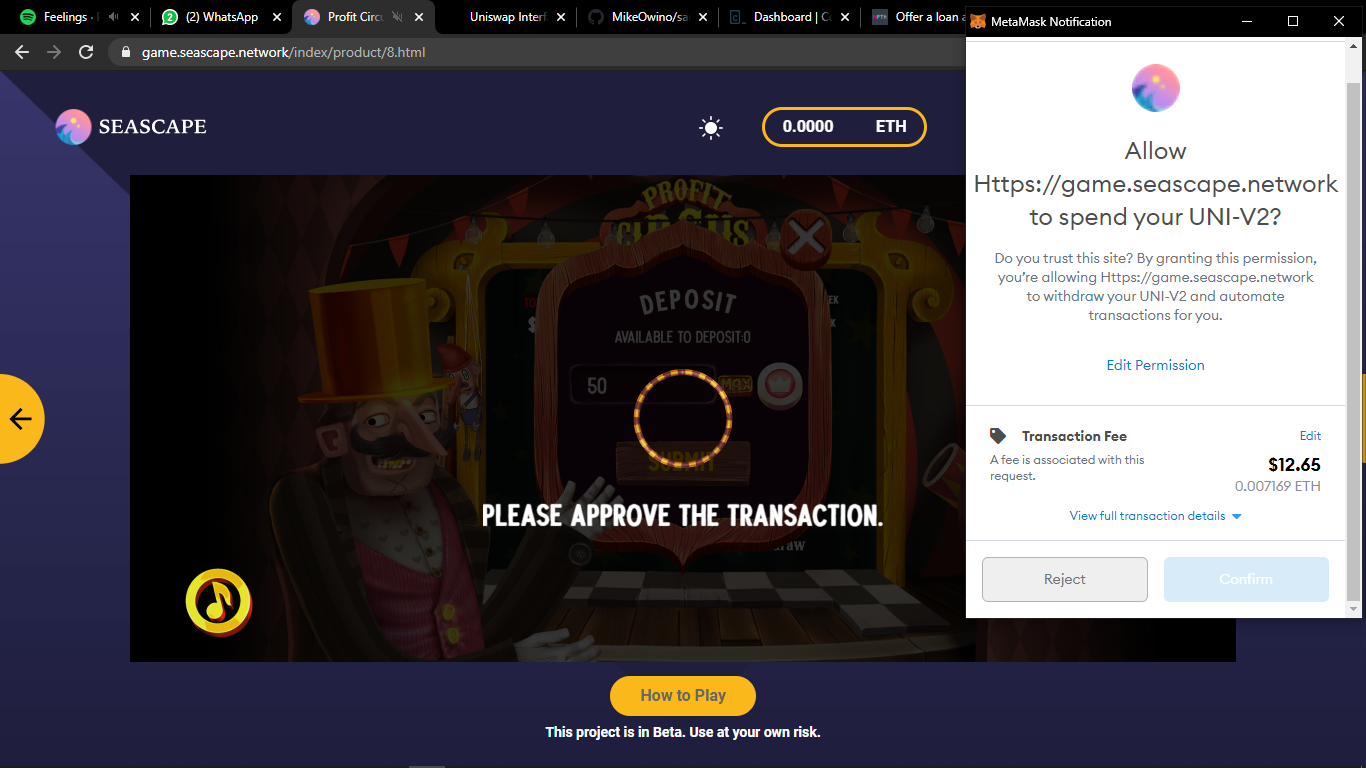 Feelings ·
(2) WhatsApp
Profit Circ
Uniswap Interf
MikeOwino/sa
Dashboard | C
Offer a loan a
MetaMask Notification
game.seascape.network/index/product/8.html
SEASCAPE
0.0000 ETH
PROFIT
CIRCUS
DEPOSIT
AVAILABLE TO DEPOSIT:0
50
MAX
SUBMIT
PLEASE APPROVE THE TRANSACTION.
How to Play
This project is in Beta. Use at your own risk.
Allow
Https://game.seascape.network
to spend your UNI-V2?
Do you trust this site? By granting this permission,
you're allowing Https://game.seascape.network
to withdraw your UNI-V2 and automate
transactions for you.
Edit Permission
Transaction Fee
Edit
A fee is associated with this
request.
$12.65
0.007169 ETH
View full transaction details
Reject
Confirm